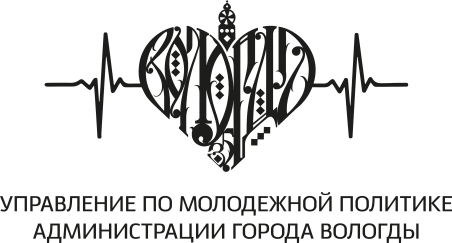 УПРАВЛЕНИЕ ПО МОЛОДЕЖНОЙ ПОЛИТИКЕ
АДМИНИСТРАЦИИ ГОРОДА ВОЛОГДЫ